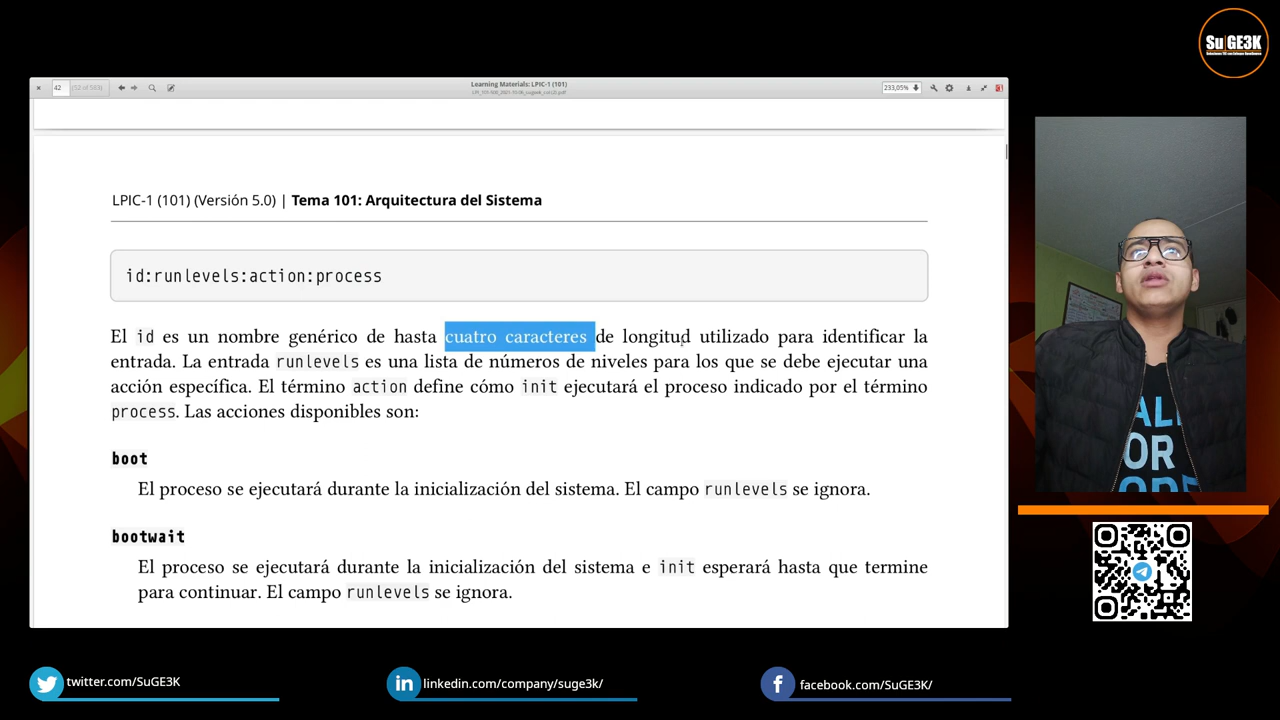 Su GE3K
42
Learning Materials: LPIC-1 (101)
233,05%
LPIC-1 (101) (Versión 5.0) | Tema 101: Arquitectura del Sistema
id:runlevels:action:process
El id es un nombre genérico de hasta cuatro caracteres de longitud utilizado para identificar la
entrada. La entrada runlevels es una lista de números de niveles para los que se debe ejecutar una
acción específica. El término action define cómo init ejecutará el proceso indicado por el término
process. Las acciones disponibles son:
boot
El proceso se ejecutará durante la inicialización del sistema. El campo runlevels se ignora.
bootwait
El proceso se ejecutará durante la inicialización del sistema e init esperará hasta que termine
para continuar. El campo runlevels se ignora.
ALL
OR
twitter.com/SuGE3K
in linkedin.com/company/suge3k/
f facebook.com/SuGE3K/